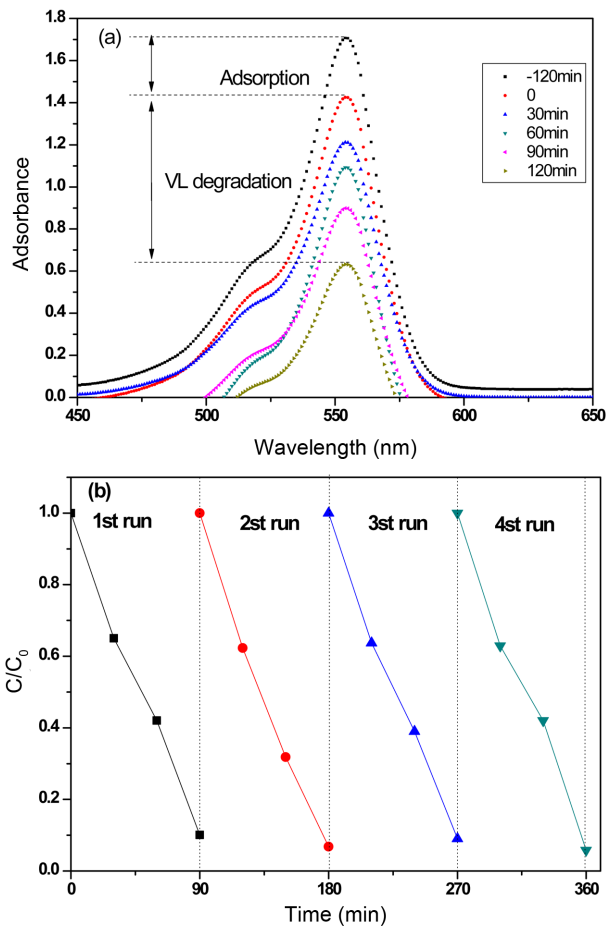 (a)
1.8
1.6
1.4
1.2
1.0
0.8
0.6
0.4
0.2
0.0
Adsorbance
Adsorption
VL degradation
-120min
0
30min
60min
90min
120min
450
500
550
600
650
Wavelength (nm)
(b)
1.0
0.8
0.6
0.4
0.2
0.0
C/C0
1st run
2st run
3st run
4st run
0
90
180
270
360
Time (min)